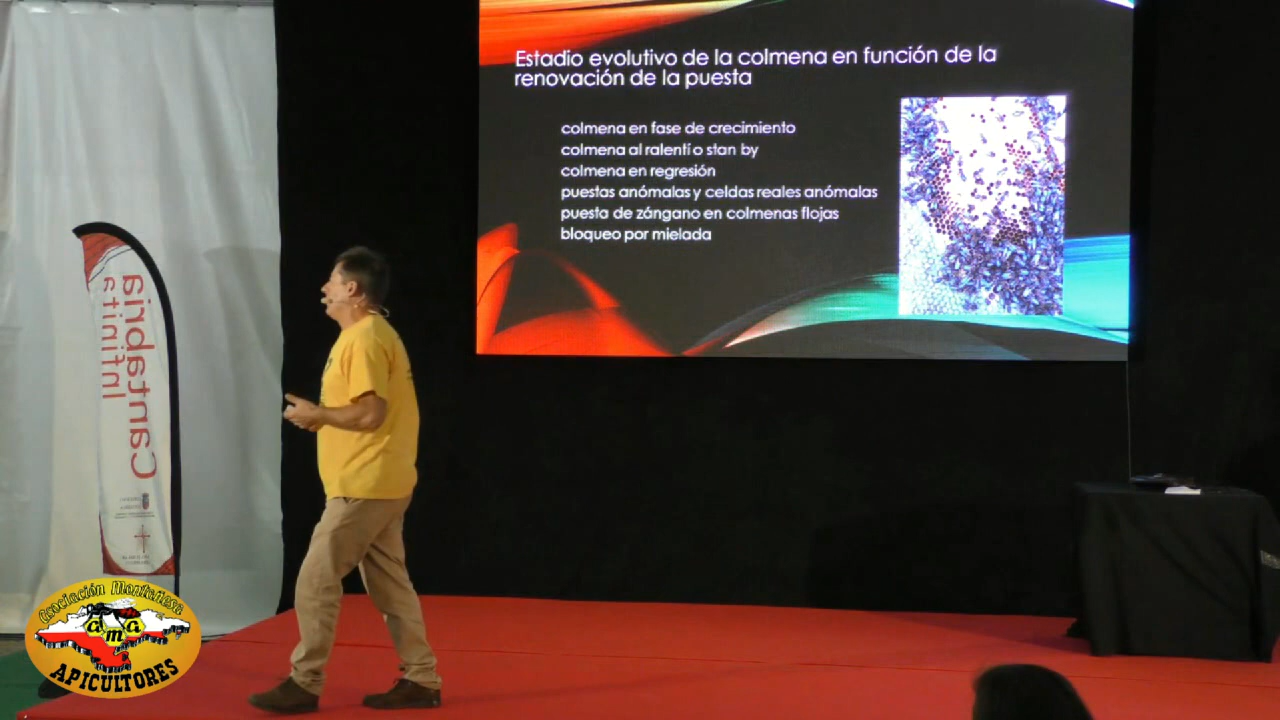 Estadio evolutivo de la colmena en función de la
renovación de la puesta
colmena en fase de crecimiento
colmena al ralentí o stan by
colmena en regresión
puestas anómalas y celdas reales anómalas
puesta de zángano en colmenas flojas
bloqueo por mielada
Cantabria
Infinita
Asociación Montañesa
AMA
APICULTORES